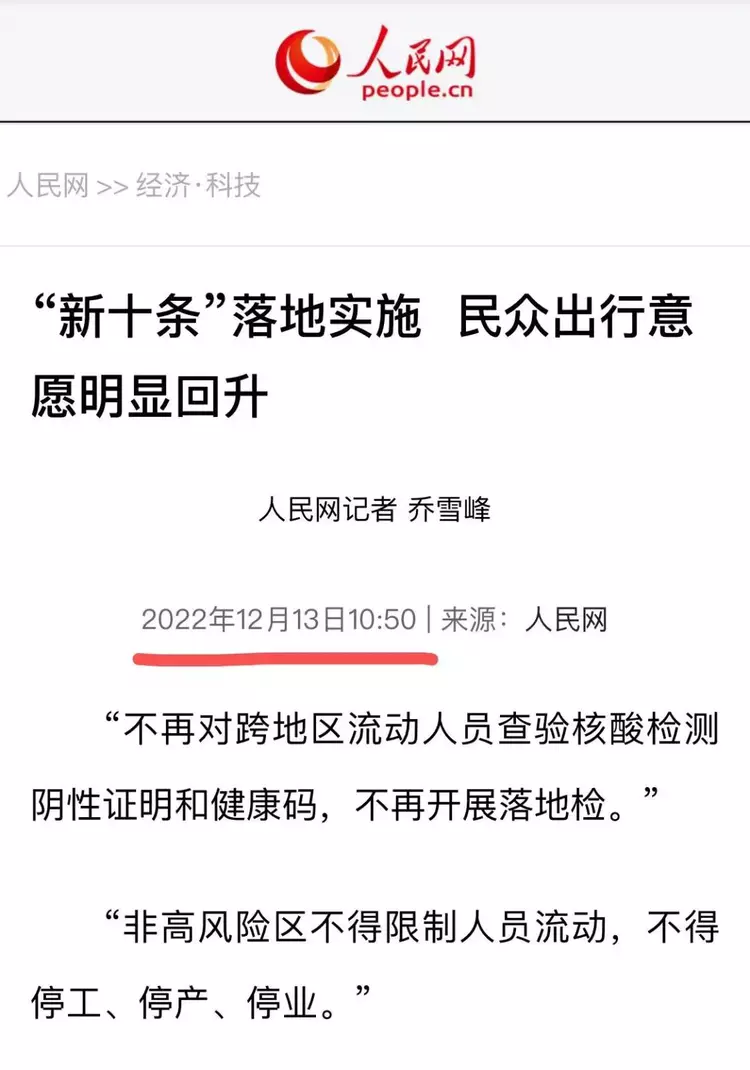 人民网
people.cn
人民网 >> 经济·科技
“新十条”落地实施 民众出行意
愿明显回升
人民网记者 乔雪峰
2022年12月13日10:50 | 来源：人民网
“不再对跨地区流动人员查验核酸检测
阴性证明和健康码，不再开展落地检。”
“非高风险区不得限制人员流动，不得
停工、停产、停业。”